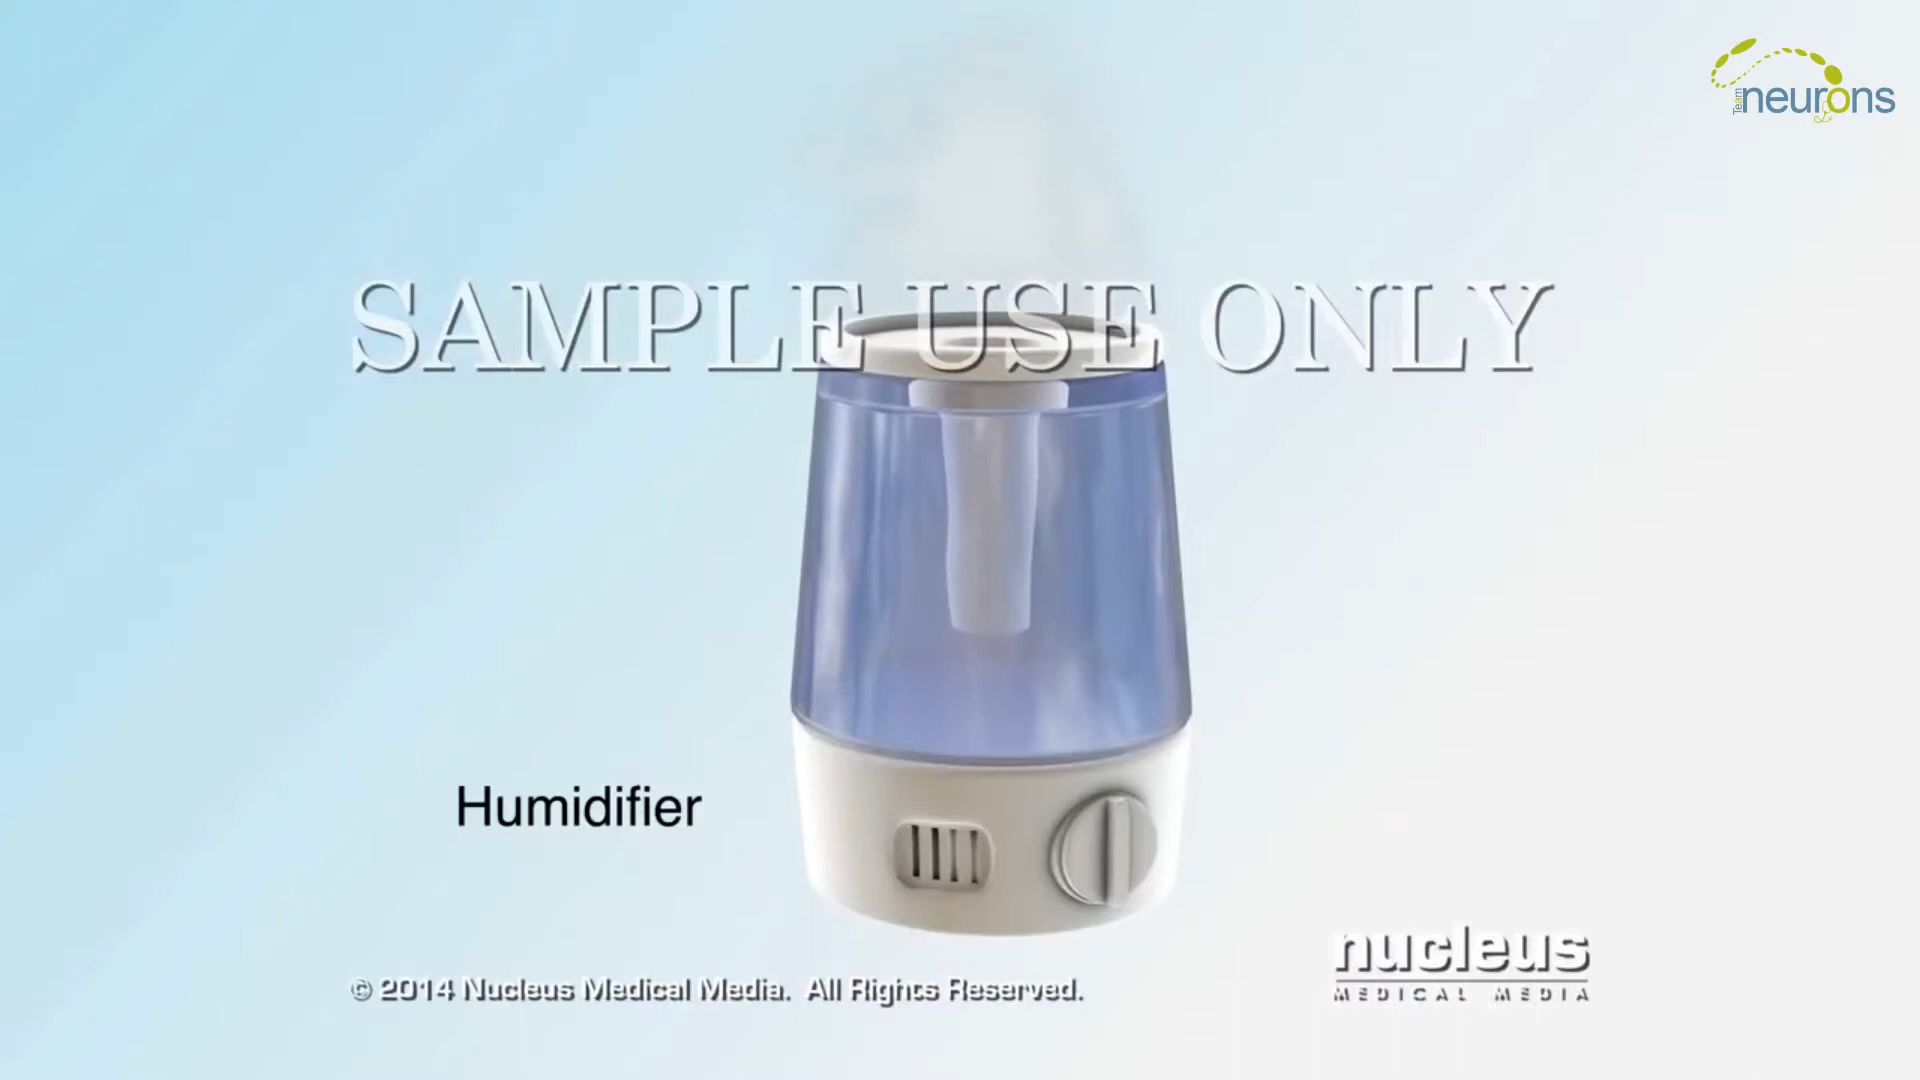 Team neurons
SAMPLE USE ONLY
Humidifier
nucleus
MEDICAL MEDIA
© 2014 Nucleus Medical Media. All Rights Reserved.